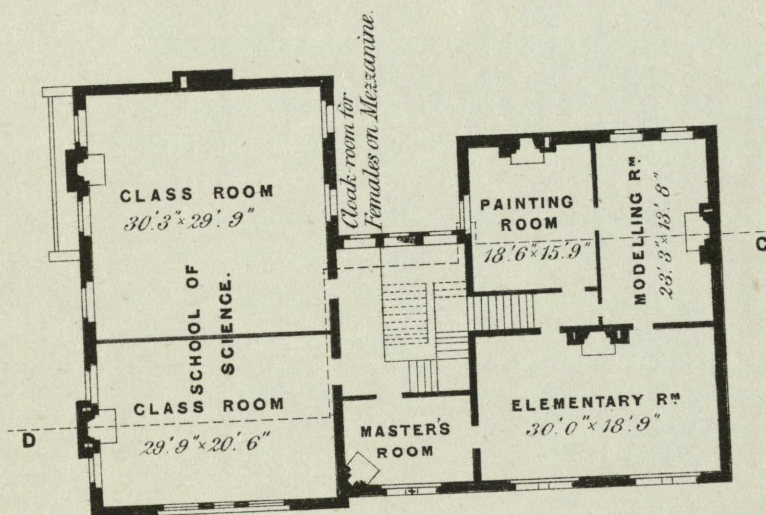 Cloak-room for
Females on Mezzanine.
CLASS ROOM
30'.3"×29'.9"
SCHOOL OF
SCIENCE.
CLASS ROOM
29'.9"×20'.6"
PAINTING
ROOM
18'.6"×15'.9"
MODELLING RM
23'.3"×13'.8"
C
MASTER'S
ROOM
ELEMENTARY RM
30'.0"×18'.9"
D